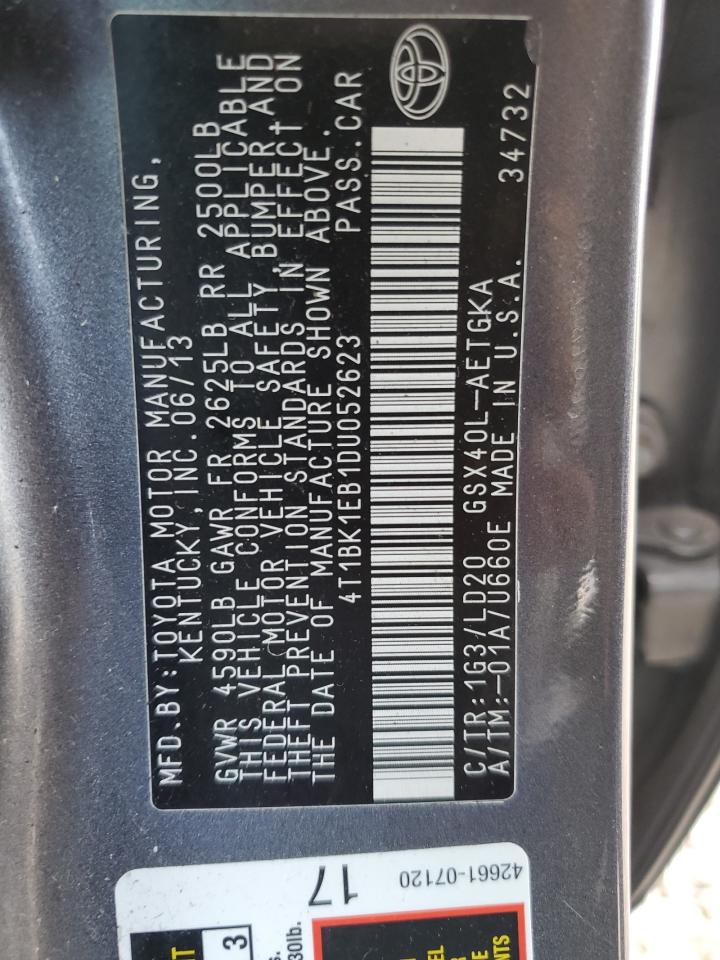 MFD.BY:TOYOTA MOTOR MANUFACTURING,
KENTUCKY,INC.06/13
GVWR 4590LB GAWR FR 2625LB RR 2500LB
THIS VEHICLE CONFORMS TO ALL APPLICABLE
FEDERAL MOTOR VEHICLE SAFETY, BUMPER,AND
THEFT PREVENTION STANDARDS IN EFFECT ON
THE DATE OF MANUFACTURE SHOWN ABOVE.
4T1BK1EB1DU052623 PASS.CAR
C/TR:1G3/LD20 GSX40L-AETGKA
A/TM:-01A/U660E MADE IN U.S.A. 34732
42661-07120
17
3
30lb.